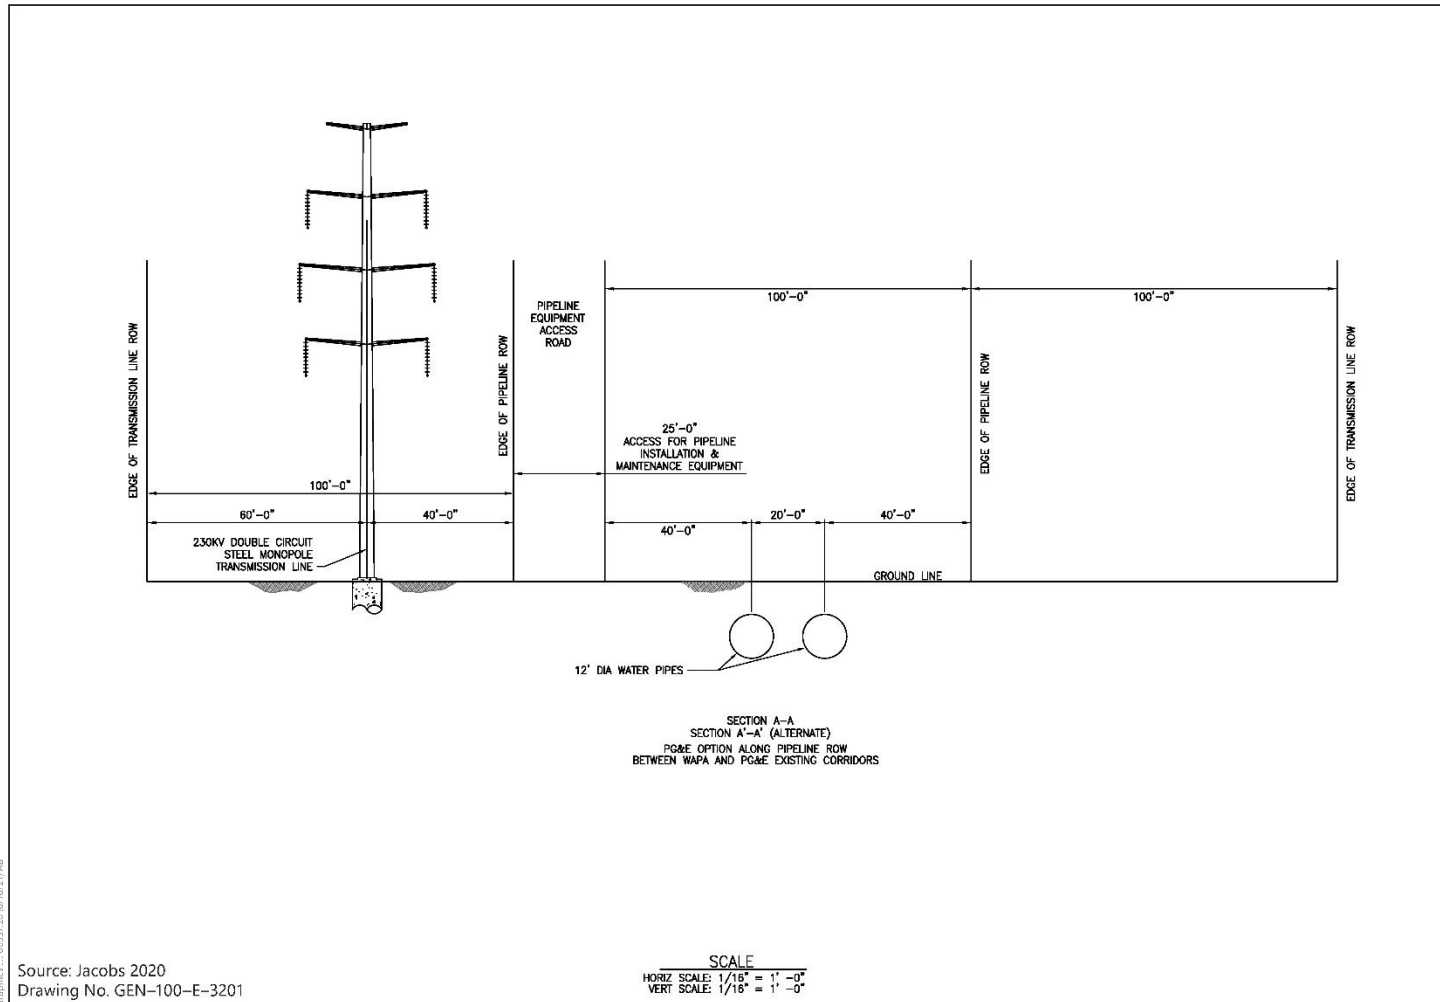 100'-0"
100'-0"
PIPELINE
EQUIPMENT
ACCESS
ROAD
EDGE OF TRANSMISSION LINE ROW
EDGE OF PIPELINE ROW
EDGE OF PIPELINE ROW
EDGE OF TRANSMISSION LINE ROW
25'-0"
ACCESS FOR PIPELINE
INSTALLATION &
MAINTENANCE EQUIPMENT
100'-0"
60'-0"
40'-0"
40'-0"
20'-0"
40'-0"
230KV DOUBLE CIRCUIT
STEEL MONOPOLE
TRANSMISSION LINE
GROUND LINE
12' DIA WATER PIPES
SECTION A-A
SECTION A'-A' (ALTERNATE)
PG&E OPTION ALONG PIPELINE ROW
BETWEEN WAPA AND PG&E EXISTING CORRIDORS
SCALE
HORIZ SCALE: 1/16" = 1' -0"
VERT SCALE: 1/16" = 1' -0"
Source: Jacobs 2020
Drawing No. GEN-100-E-3201